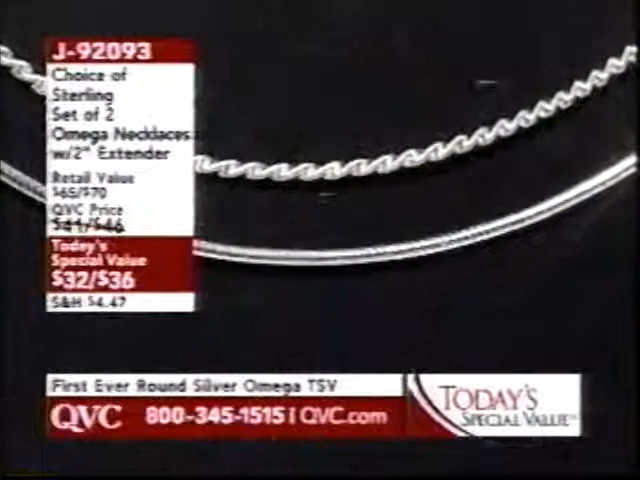 J-92093
Choice of
Sterling
Set of 2
Omega Necklaces
w/2" Extender
Retail Value
$65/$70
QVC Price
$41/$46
Today's
Special Value
$32/$36
S&H $4.47
First Ever Round Silver Omega TSV
QVC 800-345-1515 | QVC.com
TODAY'S
SPECIAL VALUE